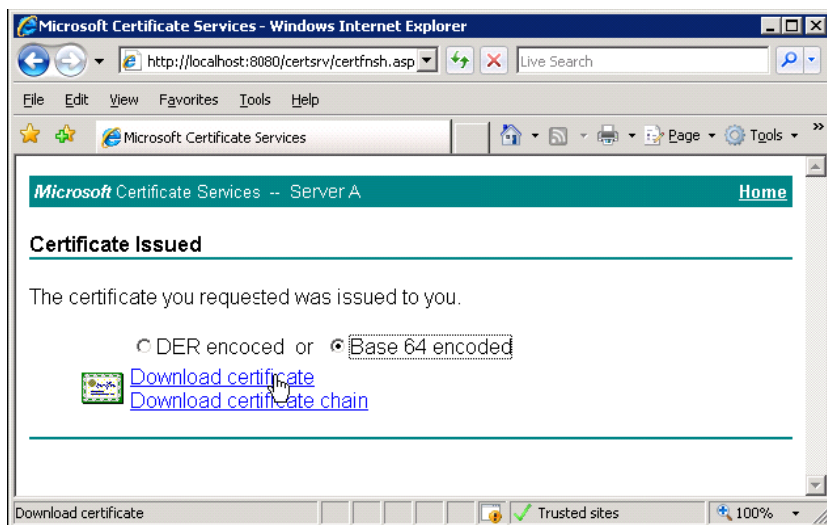 Microsoft Certificate Services - Windows Internet Explorer
http://localhost:8080/certsrv/certfnsh.asp
Live Search
File Edit View Favorites Tools Help
Microsoft Certificate Services
Page Tools »
Microsoft Certificate Services -- Server A Home
Certificate Issued
The certificate you requested was issued to you.
DER encoced or Base 64 encoded
Download certificate
Download certificate chain
Download certificate Trusted sites 100%